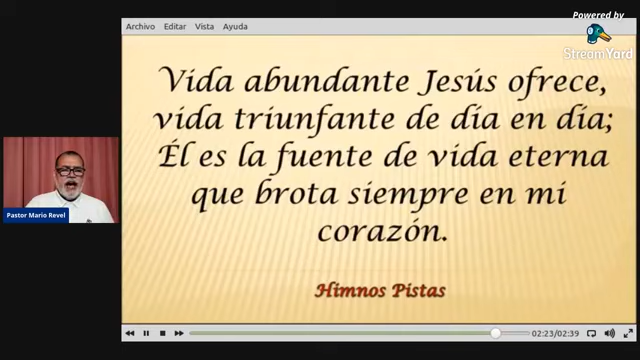 Powered by
StreamYard
Archivo Editar Vista Ayuda
Vida abundante Jesús ofrece,
vida triunfante de día en día;
Él es la fuente de vida eterna
que brota siempre en mi
corazón.
Himnos Pistas
Pastor Mario Revel
02:23/02:39